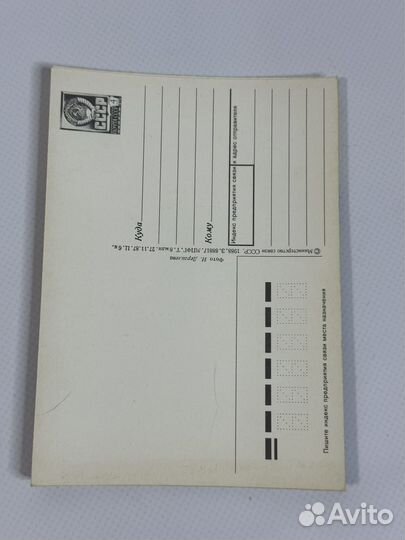 СССР
Куда
Кому
Индекс предприятия связи и адрес отправителя
© Министерство связи СССР, 1988.
Фото И. Дергилева
Пишите индекс предприятия связи места назначения
Avito